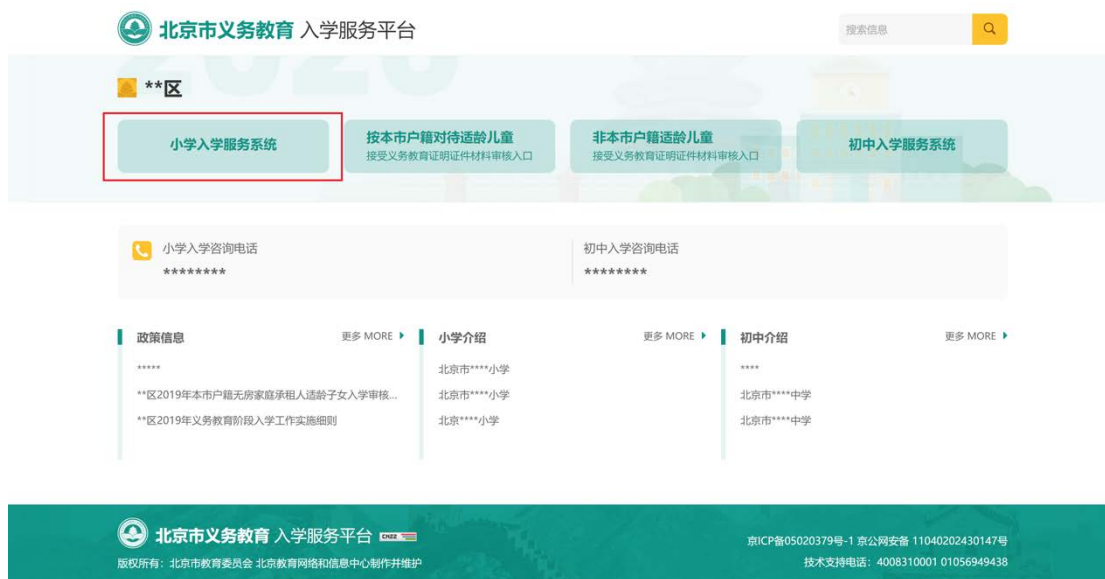 北京市义务教育 入学服务平台
搜索信息
2020
**区
小学入学服务系统
按本市户籍对待适龄儿童
接受义务教育证明证件材料审核入口
非本市户籍适龄儿童
接受义务教育证明证件材料审核入口
初中入学服务系统
小学入学咨询电话
********
初中入学咨询电话
********
政策信息
更多 MORE
*****
**区2019年本市户籍无房家庭承租人适龄子女入学审核...
**区2019年义务教育阶段入学工作实施细则
小学介绍
更多 MORE
北京市****小学
北京市****小学
北京****小学
初中介绍
更多 MORE
****
北京市****中学
北京市****中学
北京市义务教育 入学服务平台
版权所有：北京市教育委员会 北京教育网络和信息中心制作并维护
京ICP备05020379号-1 京公网安备 11040202430147号
技术支持电话：4008310001 01056949438